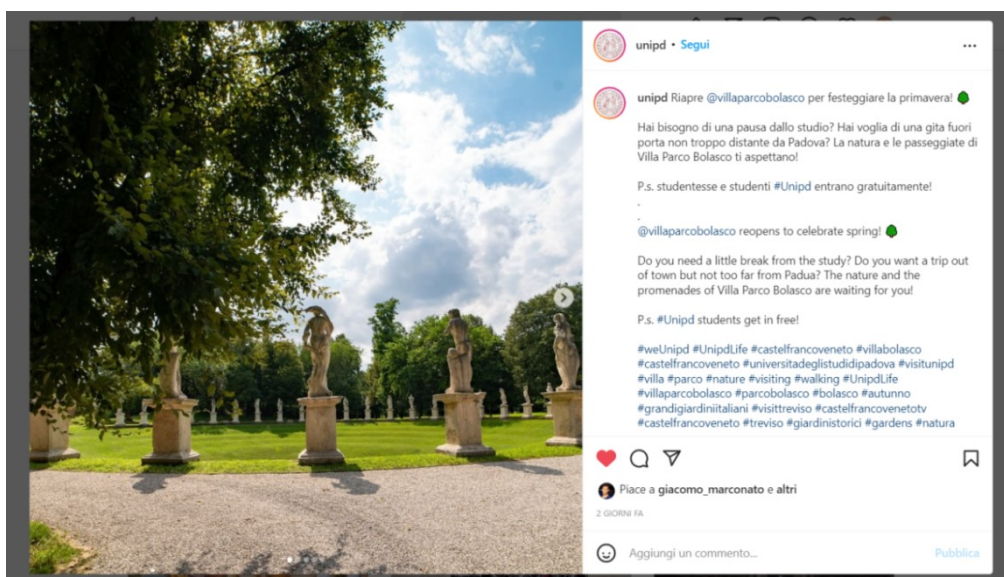 unipd • Segui
unipd Riapre @villaparcobolasco per festeggiare la primavera!
Hai bisogno di una pausa dallo studio? Hai voglia di una gita fuori
porta non troppo distante da Padova? La natura e le passeggiate di
Villa Parco Bolasco ti aspettano!
P.s. studentesse e studenti #Unipd entrano gratuitamente!
.
.
@villaparcobolasco reopens to celebrate spring!
Do you need a little break from the study? Do you want a trip out
of town but not too far from Padua? The nature and the
promenades of Villa Parco Bolasco are waiting for you!
P.s. #Unipd students get in free!
#weUnipd #UnipdLife #castelfrancoveneto #villabolasco
#castelfrancoveneto #universitadeglistudidipadova #visitunipd
#villa #parco #nature #visiting #walking #UnipdLife
#villaparcobolasco #parcobolasco #bolasco #autunno
#grandigiardiniitaliani #visittreviso #castelfrancovenetotv
#castelfrancoveneto #treviso #giardinistorici #gardens #natura
Piace a giacomo_marconato e altri
2 GIORNI FA
Aggiungi un commento... Pubblica